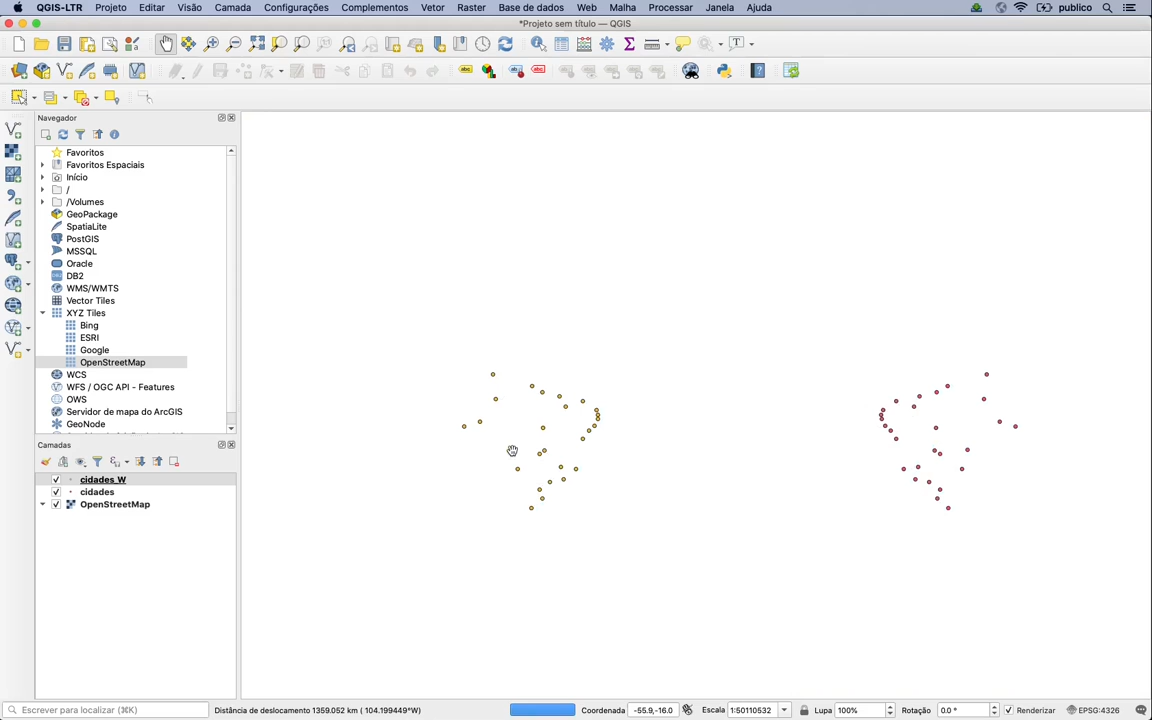 QGIS-LTR Projeto Editar Visão Camada Configurações Complementos Vetor Raster Base de dados Web Malha Processar Janela Ajuda publico
*Projeto sem título — QGIS
Navegador
Favoritos
Favoritos Espaciais
Início
/
/Volumes
GeoPackage
SpatiaLite
PostGIS
MSSQL
Oracle
DB2
WMS/WMTS
Vector Tiles
XYZ Tiles
Bing
ESRI
Google
OpenStreetMap
WCS
WFS / OGC API - Features
OWS
Servidor de mapa do ArcGIS
GeoNode
Camadas
cidades_W
cidades
OpenStreetMap
Escrever para localizar (⌘K) Distância de deslocamento 1359.052 km ( 104.199449°W) Coordenada -55.9,-16.0 Escala 1:50110532 Lupa 100% Rotação 0.0 ° Renderizar EPSG:4326